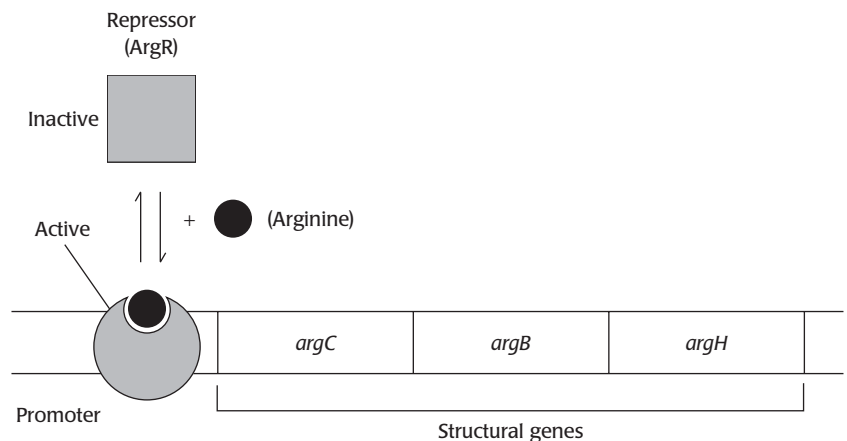 Repressor
(ArgR)
Inactive
+
(Arginine)
Active
argC
argB
argH
Promoter
Structural genes